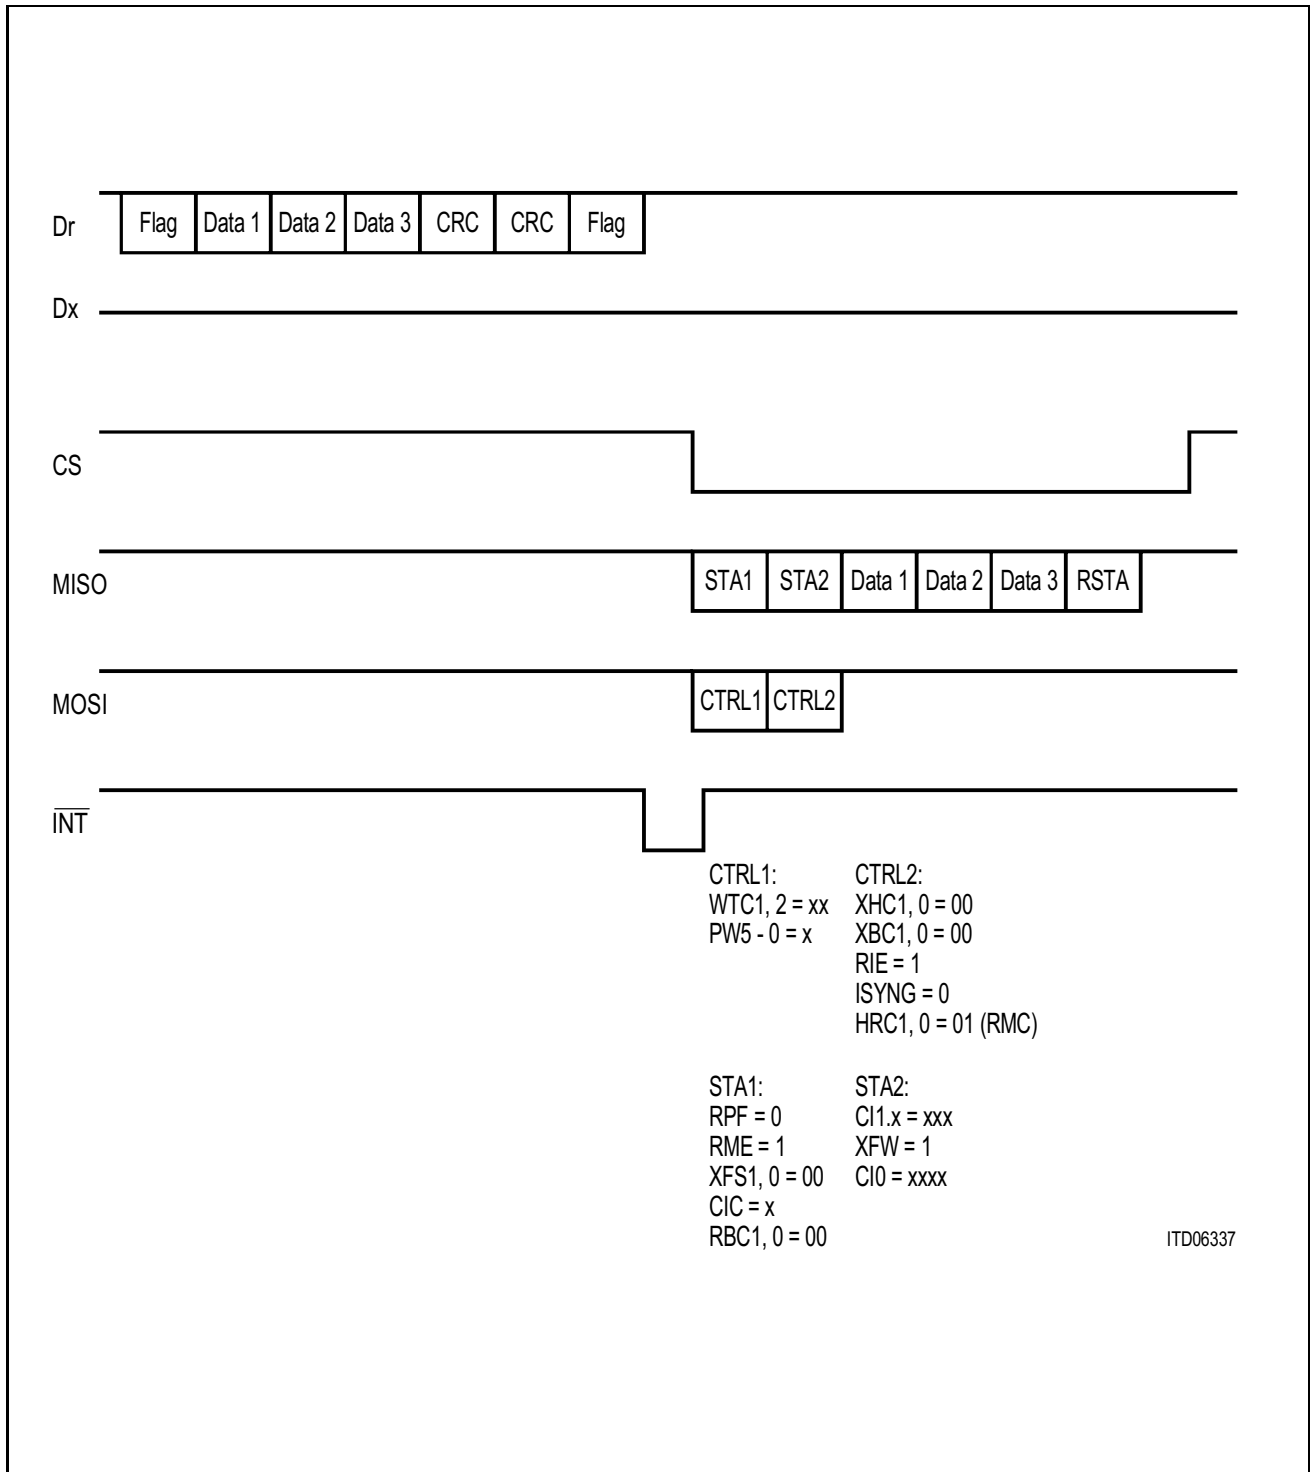 Dr Flag Data 1 Data 2 Data 3 CRC CRC Flag
Dx
CS
MISO STA1 STA2 Data 1 Data 2 Data 3 RSTA
MOSI CTRL1 CTRL2
INT
CTRL1:
WTC1, 2 = xx
PW5 - 0 = x
CTRL2:
XHC1, 0 = 00
XBC1, 0 = 00
RIE = 1
ISYNG = 0
HRC1, 0 = 01 (RMC)
STA1:
RPF = 0
RME = 1
XFS1, 0 = 00
CIC = x
RBC1, 0 = 00
STA2:
CI1.x = xxx
XFW = 1
CI0 = xxxx
ITD06337